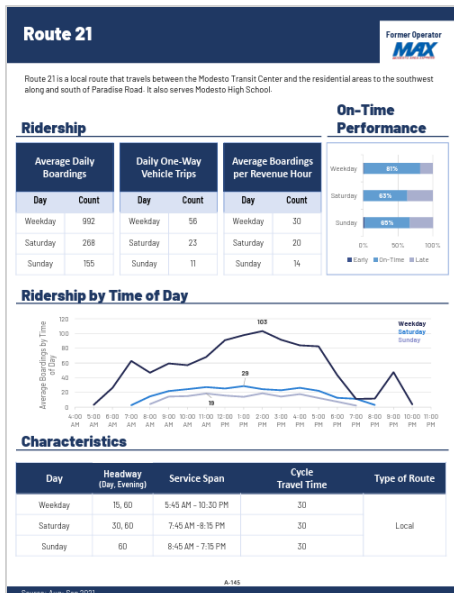 Route 21
Former Operator
MAX
Route 21 is a local route that travels between the Modesto Transit Center and the residential areas to the southwest
along and south of Paradise Road. It also serves Modesto High School.
Ridership
On-Time
Performance
Average Daily
Boardings
Day Count
Weekday 992
Saturday 268
Sunday 155
Daily One-Way
Vehicle Trips
Day Count
Weekday 56
Saturday 23
Sunday 11
Average Boardings
per Revenue Hour
Day Count
Weekday 30
Saturday 20
Sunday 14
Weekday 81%
Saturday 63%
Sunday 65%
0% 50% 100%
Early On-Time Late
Ridership by Time of Day
Average Boardings by Time
of Day
120
100
80
60
40
20
0
103
29
19
Weekday
Saturday
Sunday
4:00 5:00 6:00 7:00 8:00 9:00 10:00 11:00 12:00 1:00 2:00 3:00 4:00 5:00 6:00 7:00 8:00 9:00 10:00 11:00
AM AM AM AM AM AM AM AM PM PM PM PM PM PM PM PM PM PM PM PM
Characteristics
Day Headway (Day, Evening) Service Span Cycle Travel Time Type of Route
Weekday 15, 60 5:45 AM - 10:30 PM 30
Saturday 30, 60 7:45 AM -8:15 PM 30 Local
Sunday 60 8:45 AM - 7:15 PM 30
A-145